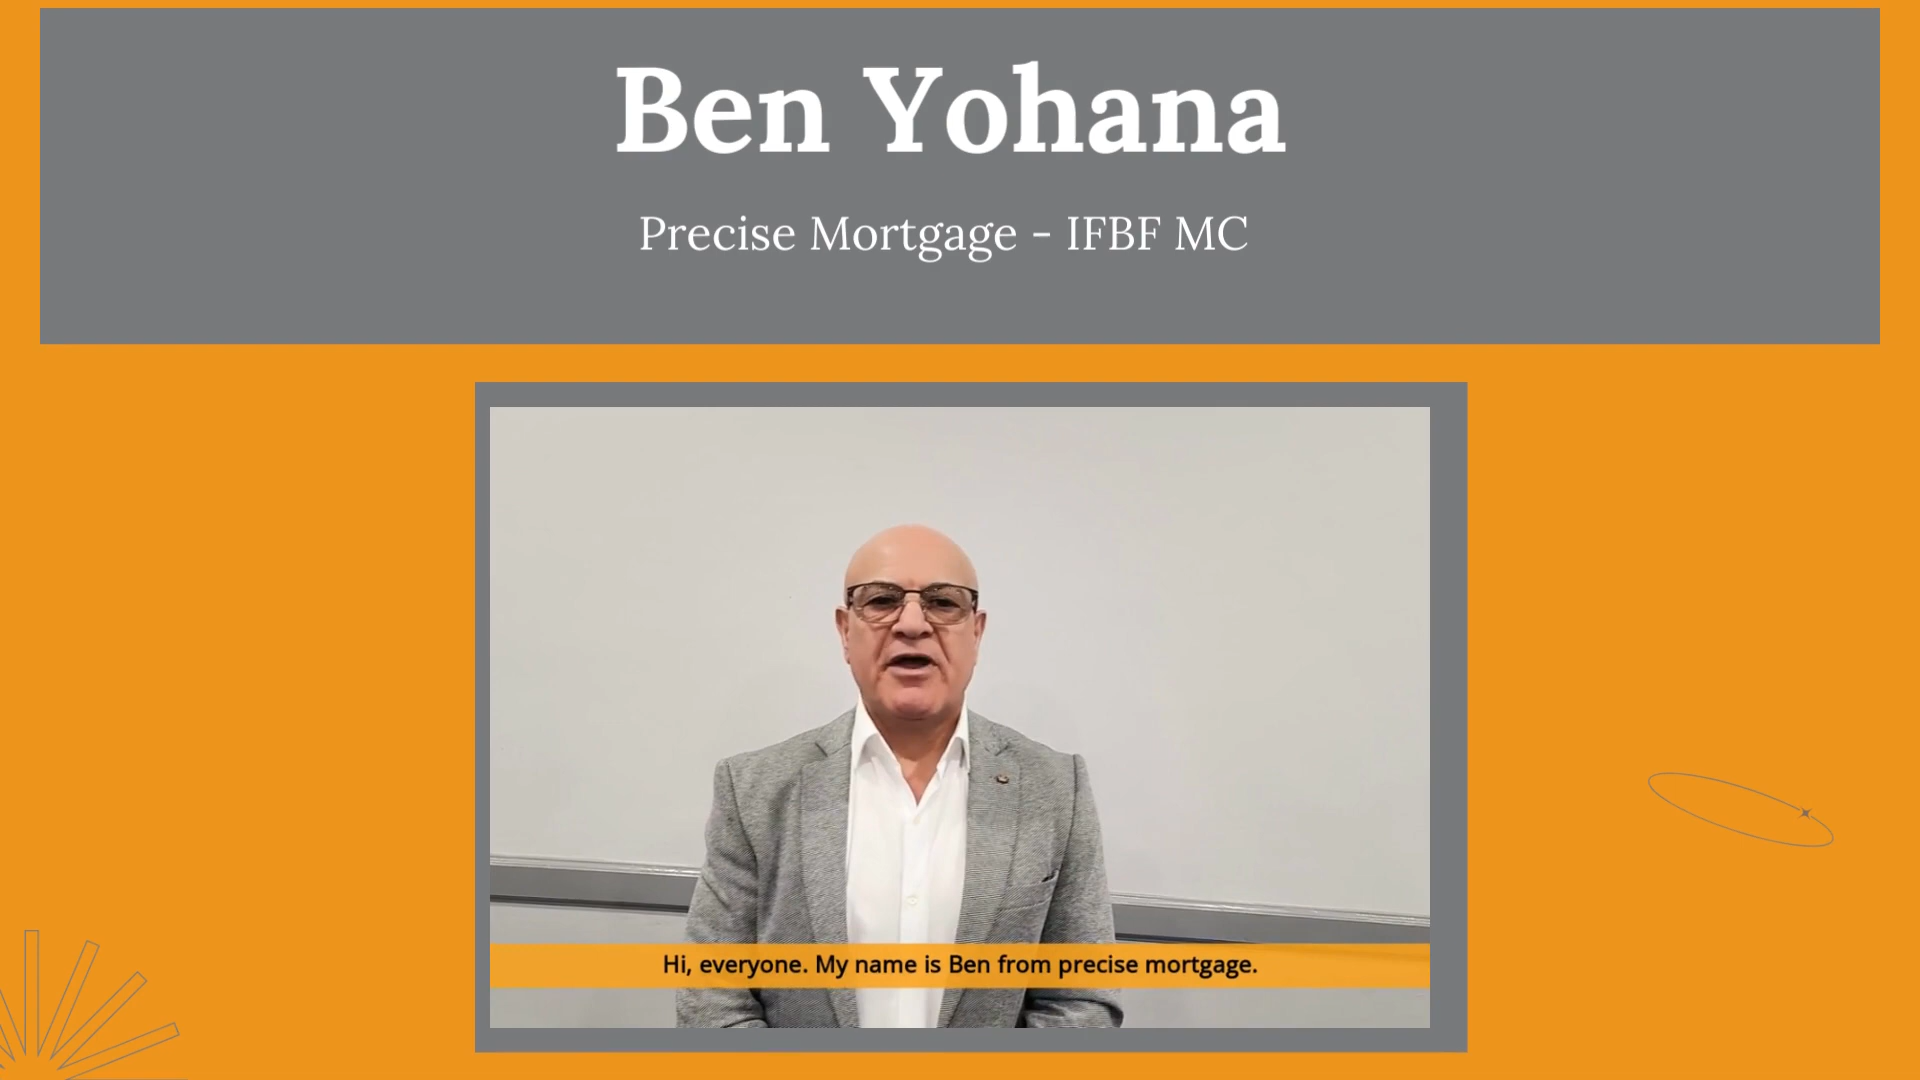 Ben Yohana
Precise Mortgage - IFBF MC
Hi, everyone. My name is Ben from precise mortgage.